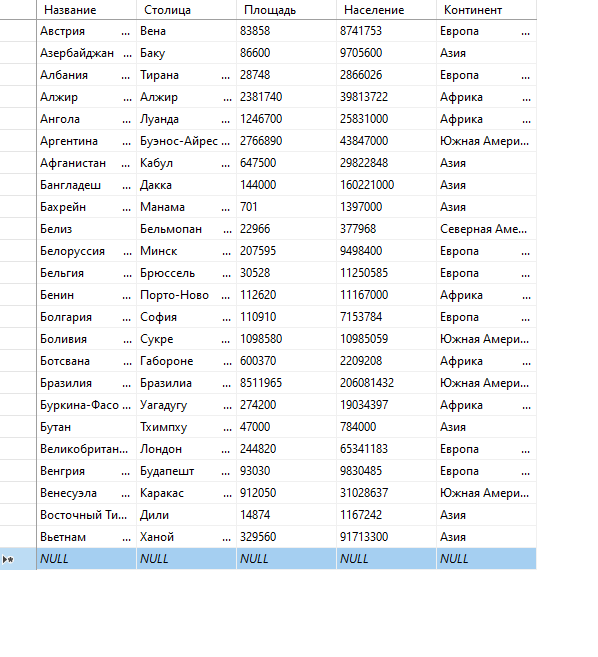 Название Столица Площадь Население Континент
Австрия ... Вена 83858 8741753 Европа ...
Азербайджан ... Баку 86600 9705600 Азия
Албания ... Тирана ... 28748 2866026 Европа ...
Алжир ... Алжир ... 2381740 39813722 Африка ...
Ангола ... Луанда ... 1246700 25831000 Африка ...
Аргентина ... Буэнос-Айрес ... 2766890 43847000 Южная Амери...
Афганистан ... Кабул ... 647500 29822848 Азия
Бангладеш ... Дакка 144000 160221000 Азия
Бахрейн ... Манама ... 701 1397000 Азия
Белиз Бельмопан ... 22966 377968 Северная Аме...
Белоруссия ... Минск ... 207595 9498400 Европа ...
Бельгия ... Брюссель ... 30528 11250585 Европа ...
Бенин ... Порто-Ново ... 112620 11167000 Африка ...
Болгария ... София ... 110910 7153784 Европа ...
Боливия ... Сукре ... 1098580 10985059 Южная Амери...
Ботсвана ... Габороне ... 600370 2209208 Африка ...
Бразилия ... Бразилиа ... 8511965 206081432 Южная Амери...
Буркина-Фасо ... Уагадугу ... 274200 19034397 Африка ...
Бутан Тхимпху ... 47000 784000 Азия
Великобритан... Лондон ... 244820 65341183 Европа ...
Венгрия ... Будапешт ... 93030 9830485 Европа ...
Венесуэла ... Каракас ... 912050 31028637 Южная Амери...
Восточный Ти... Дили 14874 1167242 Азия
Вьетнам ... Ханой ... 329560 91713300 Азия
NULL NULL NULL NULL NULL